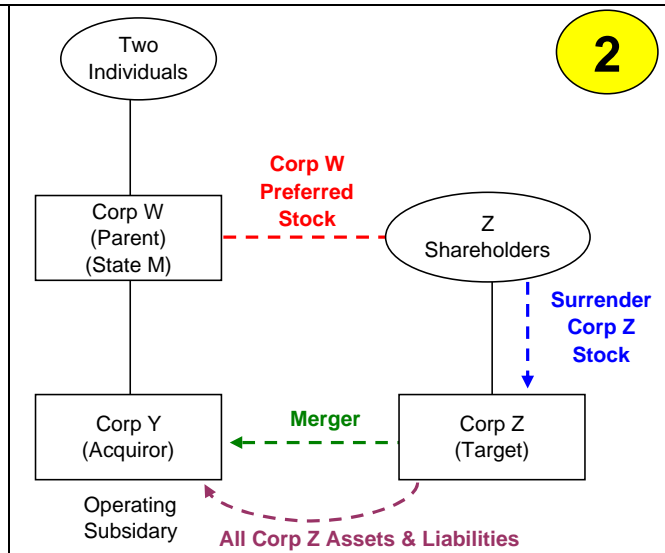 Two
Individuals
2
Corp W
Preferred
Stock
Corp W
(Parent)
(State M)
Z
Shareholders
Surrender
Corp Z
Stock
Corp Y
(Acquiror)
Merger
Corp Z
(Target)
Operating
Subsidary
All Corp Z Assets & Liabilities